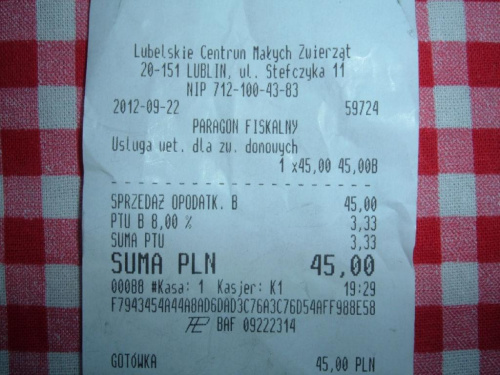 Lubelskie Centrun Małych Zwierząt
20-151 LUBLIN, ul. Stefczyka 11
NIP 712-100-43-83
2012-09-22 59724
PARAGON FISKALNY
Usługa wet. dla zw. donowych
1 x45,00 45,00B
SPRZEDAŻ OPODATK. B 45,00
PTU B 8,00 % 3,33
SUMA PTU 3,33
SUMA PLN 45,00
00088 #Kasa: 1 Kasjer: K1 19:29
F7943454A44A8AD6DAD3C76A3C76D54AFF988E58
BAF 09222314
GOTÓWKA 45,00 PLN